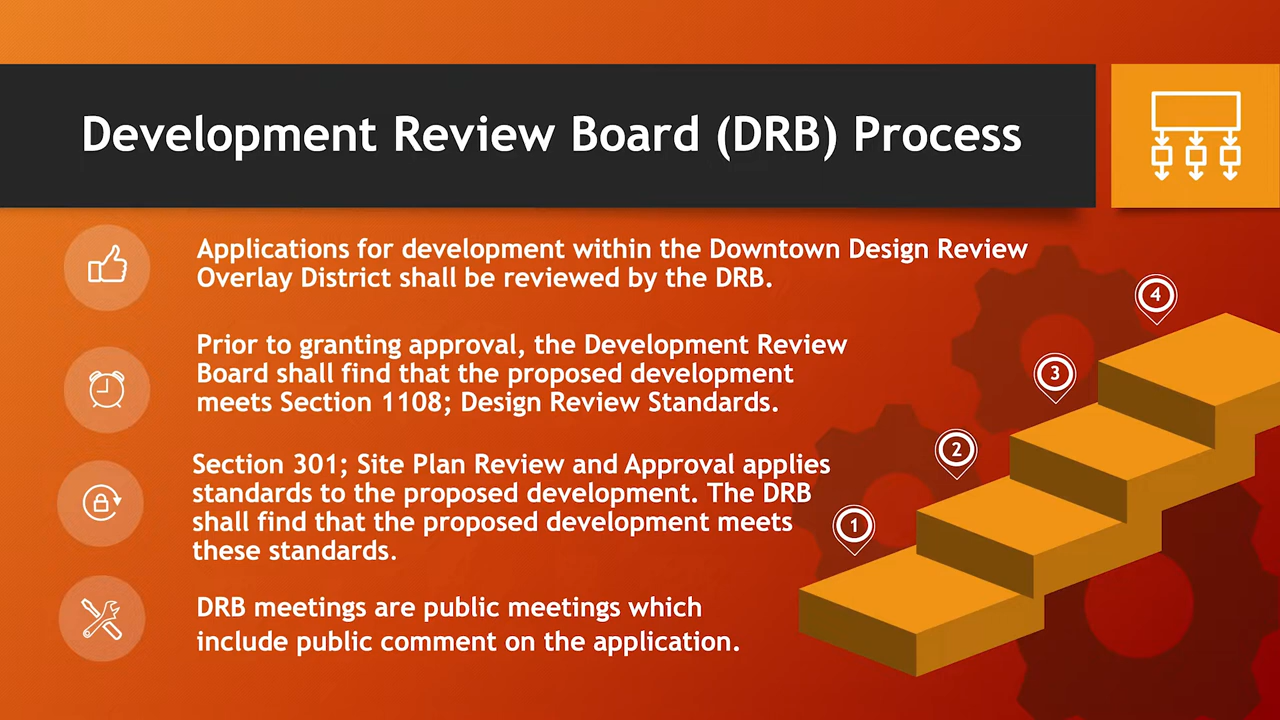 Development Review Board (DRB) Process
Applications for development within the Downtown Design Review
Overlay District shall be reviewed by the DRB.
Prior to granting approval, the Development Review
Board shall find that the proposed development
meets Section 1108; Design Review Standards.
Section 301; Site Plan Review and Approval applies
standards to the proposed development. The DRB
shall find that the proposed development meets
these standards.
DRB meetings are public meetings which
include public comment on the application.
1
2
3
4